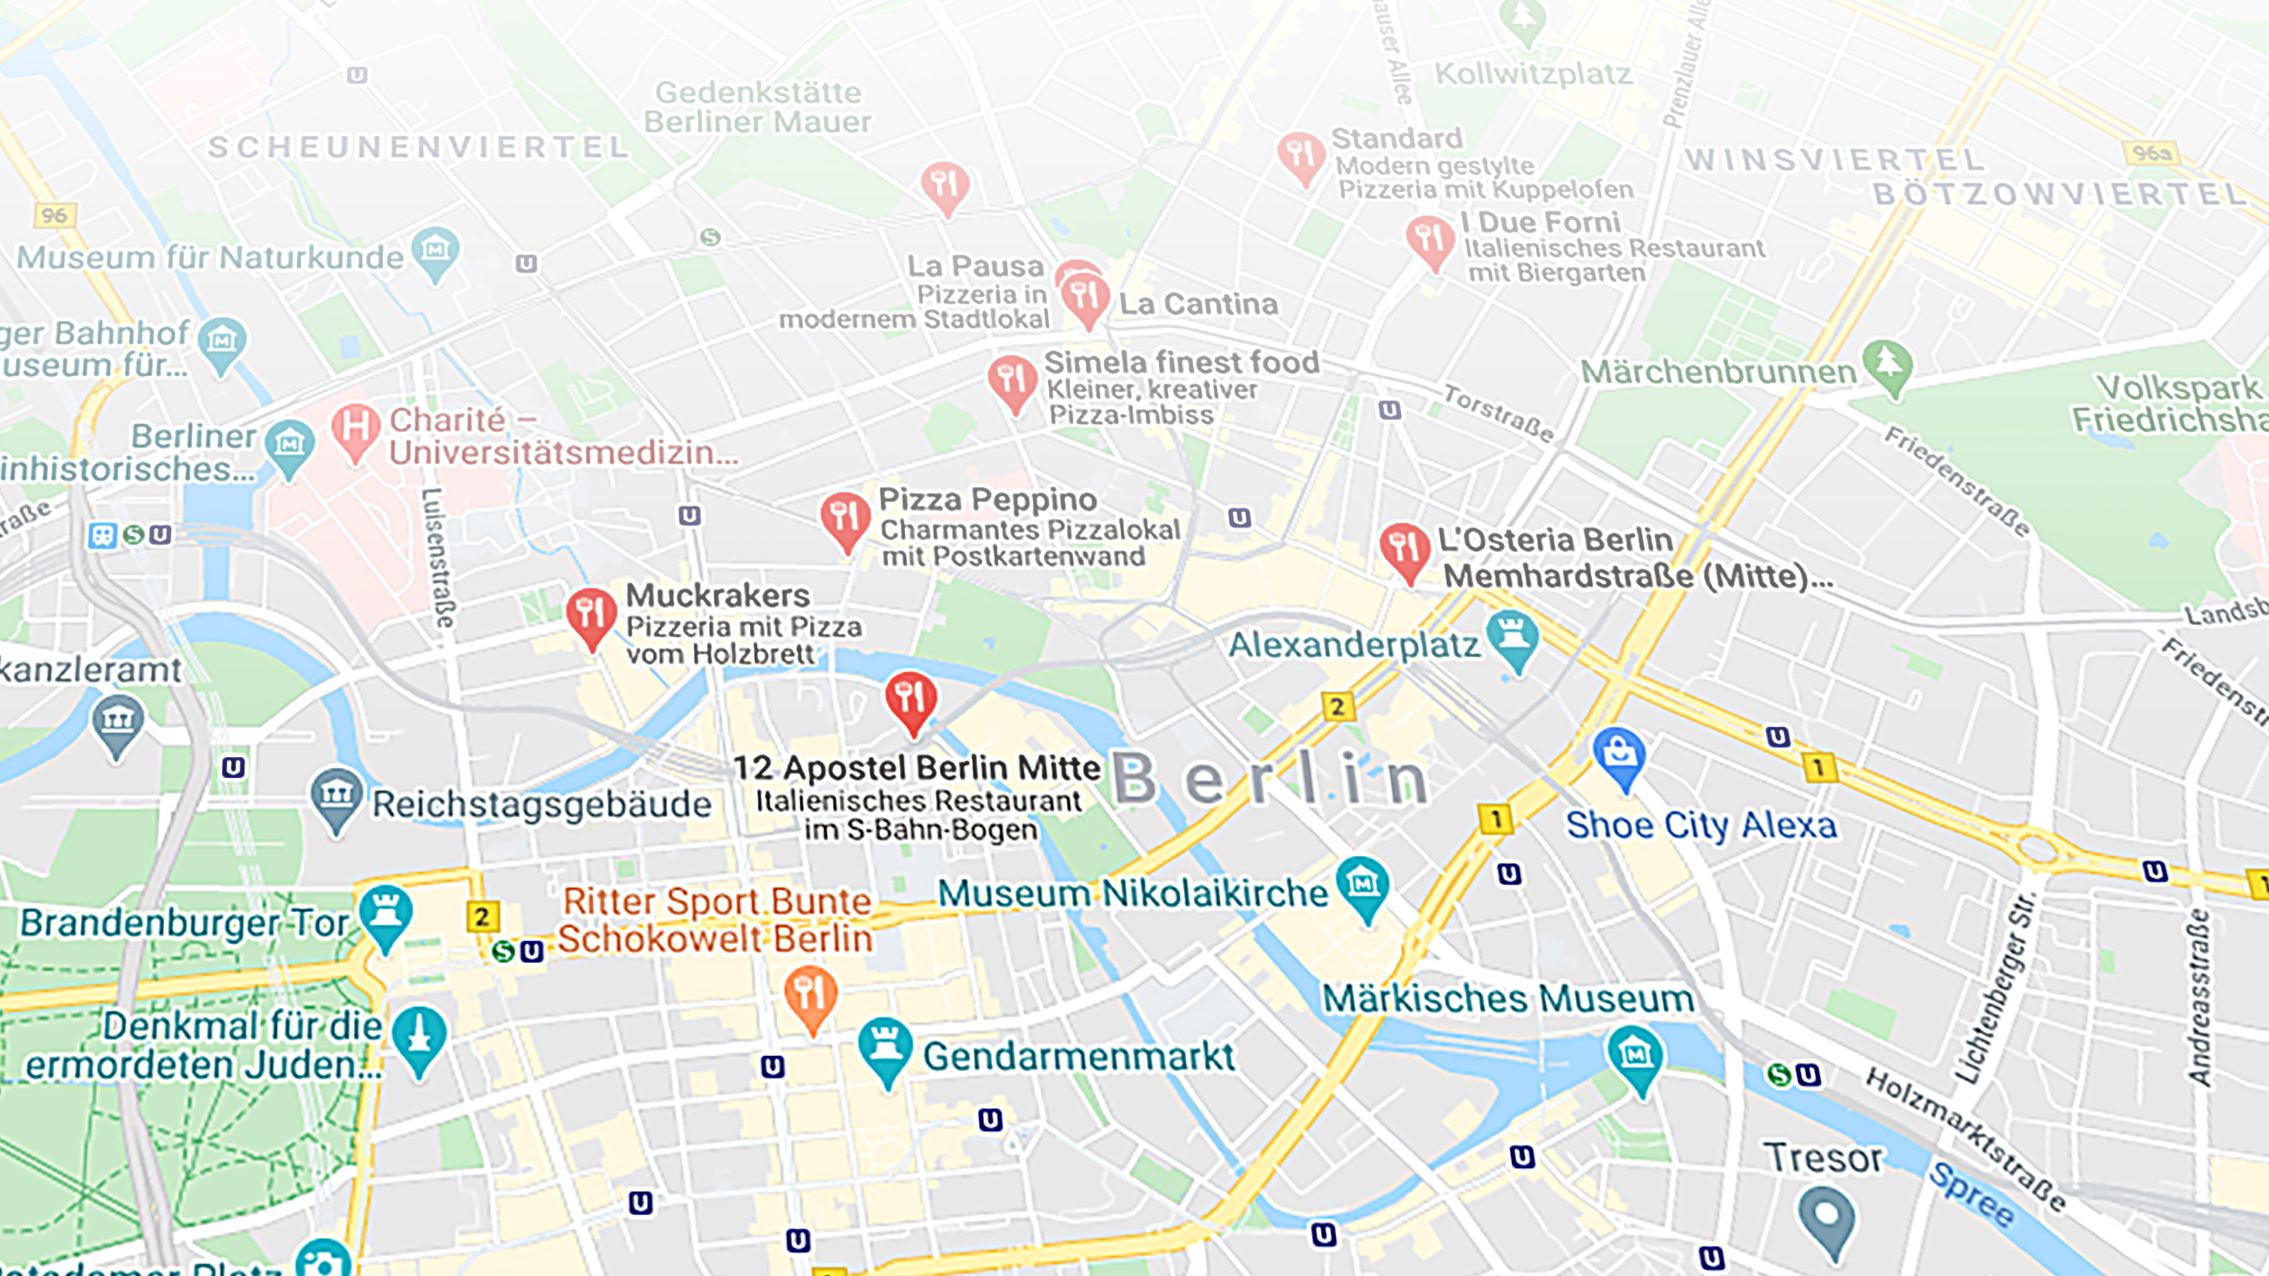 Kollwitzplatz
Prenzlauer Alle
Gedenkstätte
Berliner Mauer
SCHEUNENVIERTEL
Standard
Modern gestylte
Pizzeria mit Kuppelofen
WINSVIERTEL
96a
BÖTZOWVIERTEL
96
I Due Forni
Italienisches Restaurant
mit Biergarten
S
Museum für Naturkunde
La Pausa
Pizzeria in
modernem Stadtlokal
La Cantina
ger Bahnhof
useum für...
Simela finest food
Kleiner, kreativer
Pizza-Imbiss
Märchenbrunnen
Volkspark
Friedrichsha
Torstraße
Charité –
Universitätsmedizin...
Berliner
inhistorisches...
Friedenstraße
Luisenstraße
raße
S U
Pizza Peppino
Charmantes Pizzalokal
mit Postkartenwand
L'Osteria Berlin
Memhardstraße (Mitte)...
Muckrakers
Pizzeria mit Pizza
vom Holzbrett
Landsb
Alexanderplatz
Friedenstr
kanzleramt
2
12 Apostel Berlin Mitte
Italienisches Restaurant
im S-Bahn-Bogen
Berlin
1
1
Shoe City Alexa
Reichstagsgebäude
Museum Nikolaikirche
Brandenburger Tor
2
S U
Ritter Sport Bunte
Schokowelt Berlin
Lichtenberger Str.
Andreasstraße
Märkisches Museum
Denkmal für die
ermordeten Juden...
Gendarmenmarkt
S U
Holzmarktstraße
Tresor
Spree